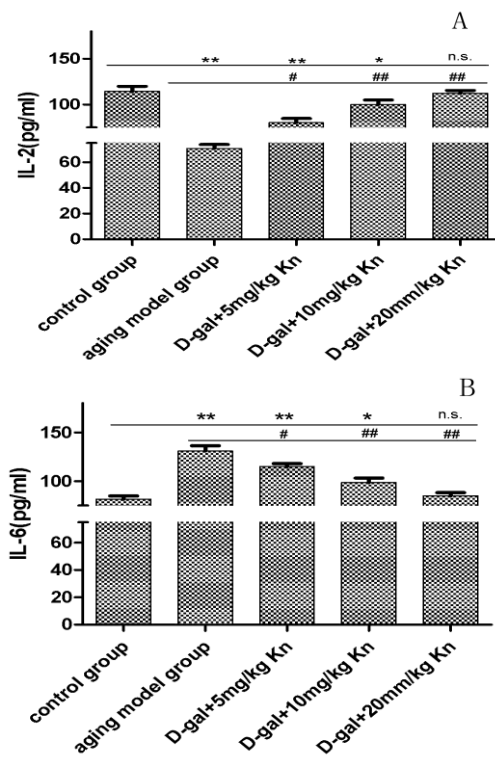 A
150
100
60
40
20
0
IL-2(pg/ml)
** ** * n.s.
# ## ##
control group
aging model group
D-gal+5mg/kg Kn
D-gal+10mg/kg Kn
D-gal+20mm/kg Kn
B
150
100
60
40
20
0
IL-6(pg/ml)
** ** * n.s.
# ## ##
control group
aging model group
D-gal+5mg/kg Kn
D-gal+10mg/kg Kn
D-gal+20mm/kg Kn